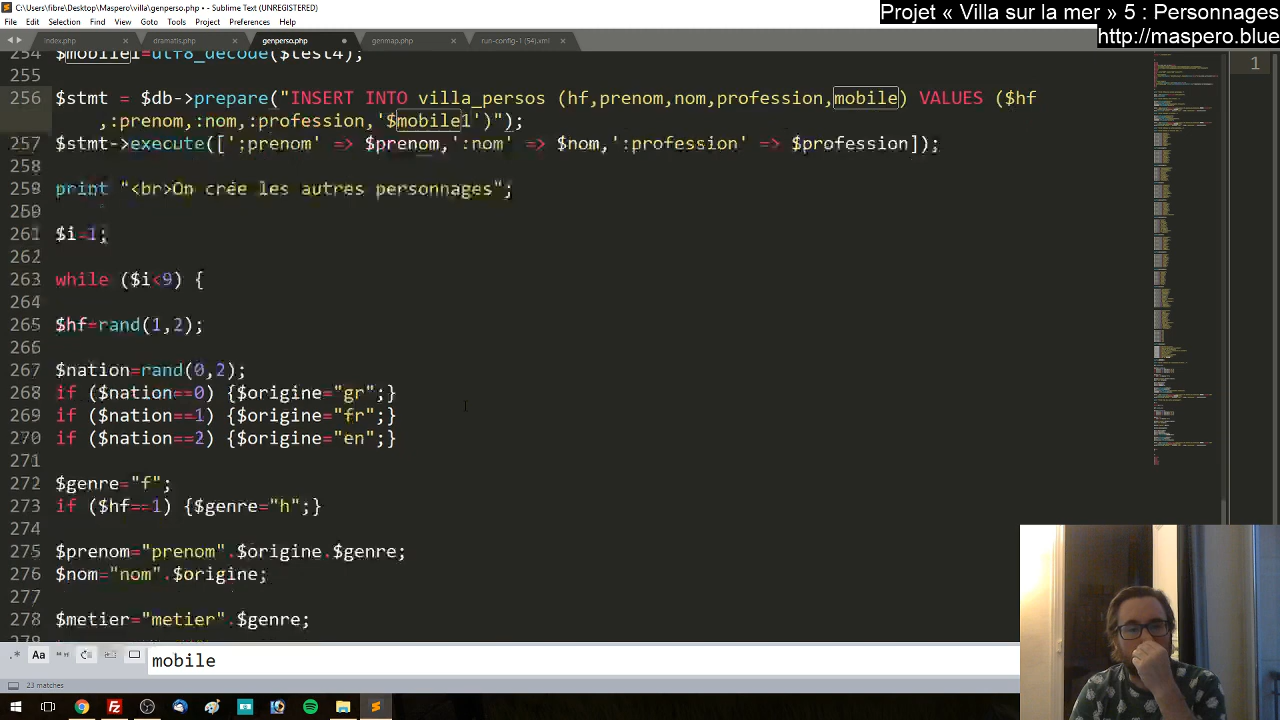 C:\Users\fibre\Desktop\Maspero\villa\genperso.php • - Sublime Text (UNREGISTERED)
Projet « Villa sur la mer » 5 : Personnages
File Edit Selection Find View Goto Tools Project Preferences Help
http://maspero.blue
index.php dramatis.php genperso.php genmap.php run-config-1 (54).xml
254 $mobile1=utf8_decode($test4);
1
255
256 $stmt = $db->prepare("INSERT INTO villa_persos (hf,prenom,nom,profession,mobile) VALUES ($hf
,:prenom,:nom,:profession,'$mobile1')");
257 $stmt->execute([':prenom' => $prenom, ':nom' => $nom,':profession' => $profession]);
258
259 print "<br>On crée les autres personnages";
260
261 $i=1;
262
263 while ($i<9) {
264
265 $hf=rand(1,2);
266
267 $nation=rand(0,2);
268 if ($nation==0) {$origine="gr";}
269 if ($nation==1) {$origine="fr";}
270 if ($nation==2) {$origine="en";}
271
272 $genre="f";
273 if ($hf==1) {$genre="h";}
274
275 $prenom="prenom".$origine.$genre;
276 $nom="nom".$origine;
277
278 $metier="metier".$genre;
.* Aa "" mobile
23 matches